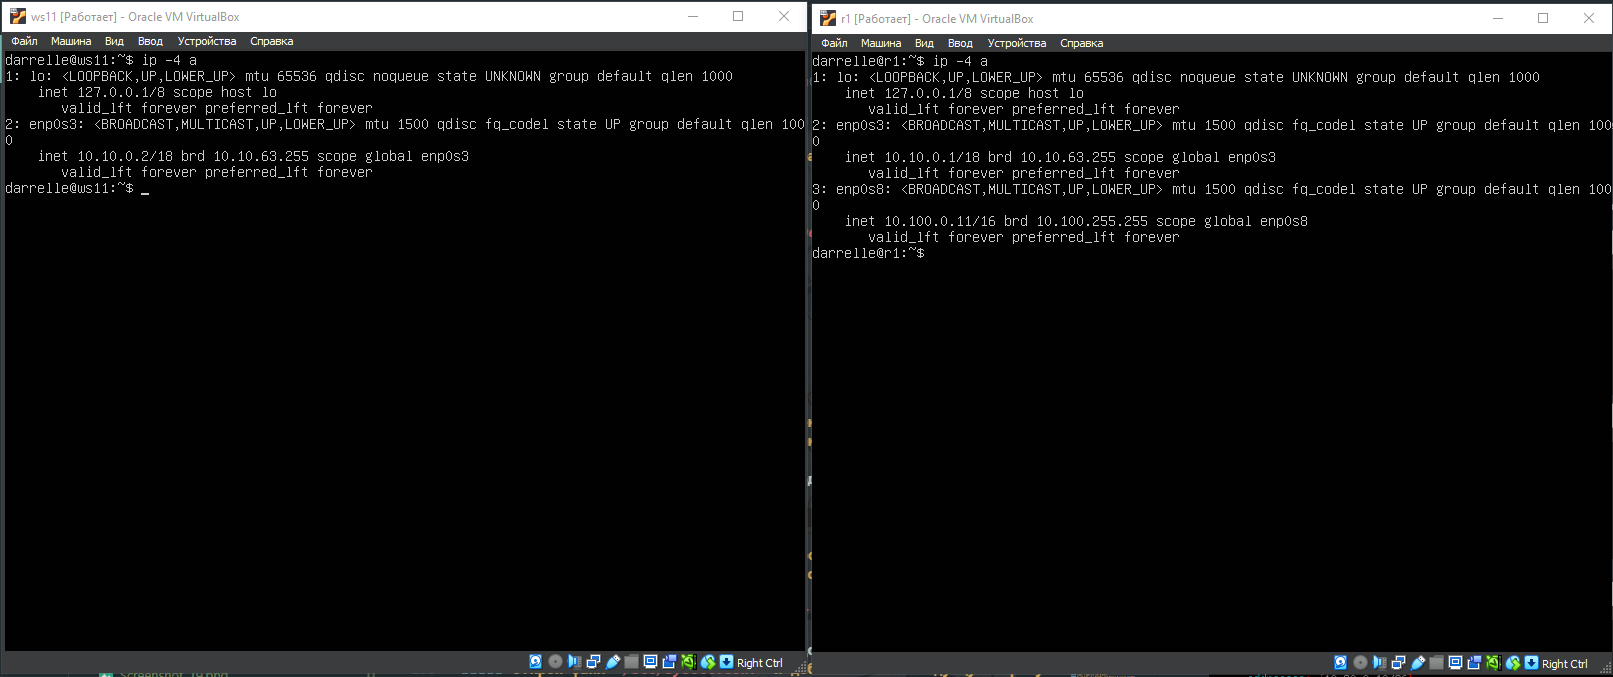 ws11 [Работает] - Oracle VM VirtualBox
Файл Машина Вид Ввод Устройства Справка
darrelle@ws11:~$ ip -4 a
1: lo: <LOOPBACK,UP,LOWER_UP> mtu 65536 qdisc noqueue state UNKNOWN group default qlen 1000
inet 127.0.0.1/8 scope host lo
valid_lft forever preferred_lft forever
2: enp0s3: <BROADCAST,MULTICAST,UP,LOWER_UP> mtu 1500 qdisc fq_codel state UP group default qlen 100
0
inet 10.10.0.2/18 brd 10.10.63.255 scope global enp0s3
valid_lft forever preferred_lft forever
darrelle@ws11:~$ _
Right Ctrl
r1 [Работает] - Oracle VM VirtualBox
Файл Машина Вид Ввод Устройства Справка
darrelle@r1:~$ ip -4 a
1: lo: <LOOPBACK,UP,LOWER_UP> mtu 65536 qdisc noqueue state UNKNOWN group default qlen 1000
inet 127.0.0.1/8 scope host lo
valid_lft forever preferred_lft forever
2: enp0s3: <BROADCAST,MULTICAST,UP,LOWER_UP> mtu 1500 qdisc fq_codel state UP group default qlen 100
0
inet 10.10.0.1/18 brd 10.10.63.255 scope global enp0s3
valid_lft forever preferred_lft forever
3: enp0s8: <BROADCAST,MULTICAST,UP,LOWER_UP> mtu 1500 qdisc fq_codel state UP group default qlen 100
0
inet 10.100.0.11/16 brd 10.100.255.255 scope global enp0s8
valid_lft forever preferred_lft forever
darrelle@r1:~$
Right Ctrl